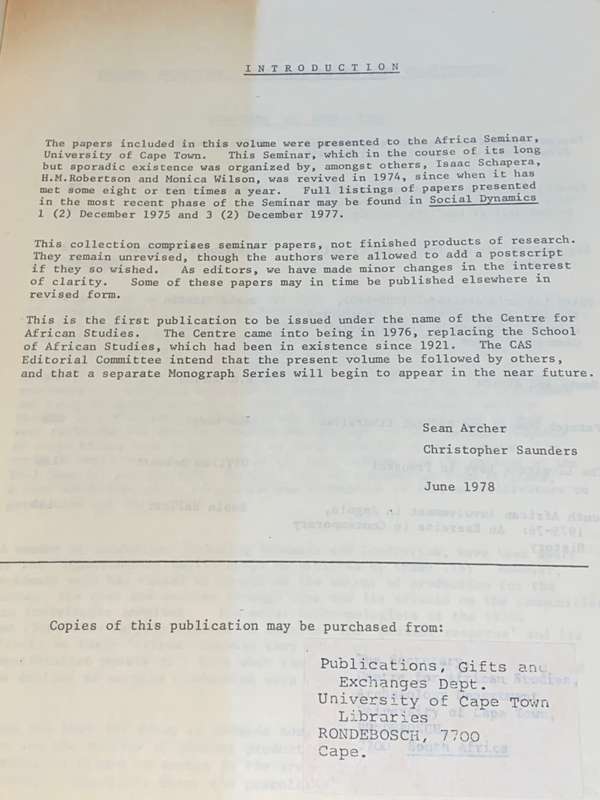 I N T R O D U C T I O N
The papers included in this volume were presented to the Africa Seminar,
University of Cape Town. This Seminar, which in the course of its long
but sporadic existence was organized by, amongst others, Isaac Schapera,
H.M.Robertson and Monica Wilson, was revived in 1974, since when it has
met some eight or ten times a year. Full listings of papers presented
in the most recent phase of the Seminar may be found in Social Dynamics
1 (2) December 1975 and 3 (2) December 1977.
This collection comprises seminar papers, not finished products of research.
They remain unrevised, though the authors were allowed to add a postscript
if they so wished. As editors, we have made minor changes in the interest
of clarity. Some of these papers may in time be published elsewhere in
revised form.
This is the first publication to be issued under the name of the Centre for
African Studies. The Centre came into being in 1976, replacing the School
of African Studies, which had been in existence since 1921. The CAS
Editorial Committee intend that the present volume be followed by others,
and that a separate Monograph Series will begin to appear in the near future.
Sean Archer
Christopher Saunders
June 1978
Copies of this publication may be purchased from:
Publications, Gifts and
Exchanges Dept.
University of Cape Town
Libraries
RONDEBOSCH, 7700
Cape.